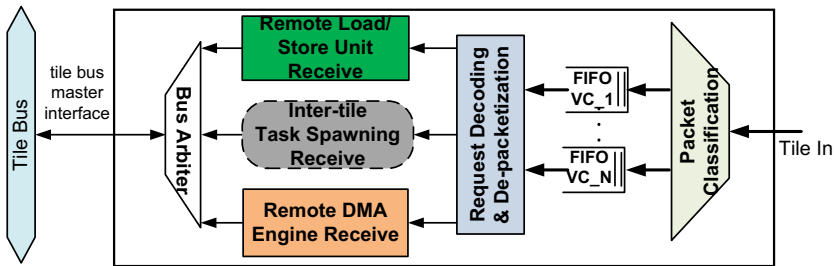 Tile Bus
tile bus
master
interface
Bus Arbiter
Remote Load/
Store Unit
Receive
Inter-tile
Task Spawning
Receive
Remote DMA
Engine Receive
Request Decoding
& De-packetization
FIFO
VC_1
FIFO
VC_N
Packet
Classification
Tile In